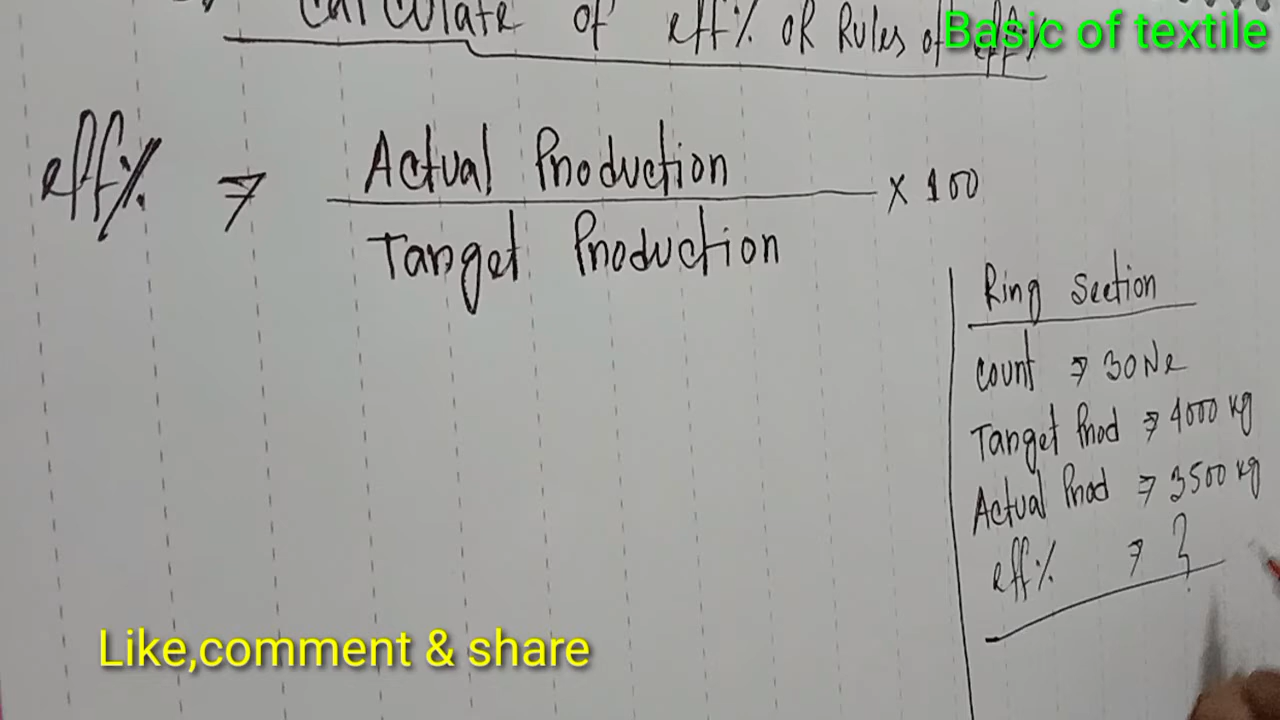 Calculate of eff% OR Rules of eff%
Basic of textile
eff% ⇒ Actual Production / Target Production × 100
Ring Section
Count ⇒ 30Ne
Target Prod ⇒ 4000 kg
Actual Prod ⇒ 3500 kg
eff% ⇒ ?
Like,comment & share